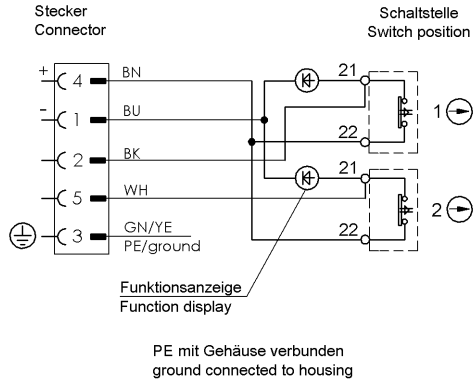 Stecker
Connector
Schaltstelle
Switch position
+ 4 BN
- 1 BU
2 BK
5 WH
3 GN/YE
PE/ground
21
22
1
21
22
2
Funktionsanzeige
Function display
PE mit Gehäuse verbunden
ground connected to housing